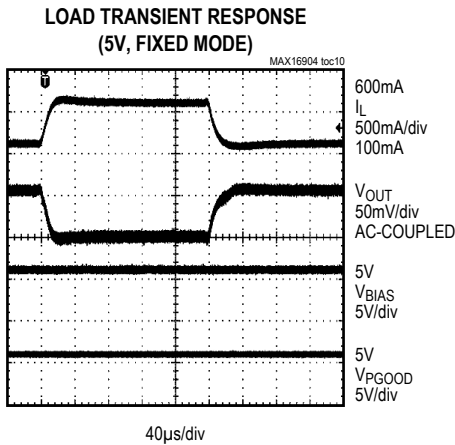 LOAD TRANSIENT RESPONSE
(5V, FIXED MODE)
MAX16904 toc10
T
600mA
IL
500mA/div
100mA
VOUT
50mV/div
AC-COUPLED
5V
VBIAS
5V/div
5V
VPGOOD
5V/div
40µs/div